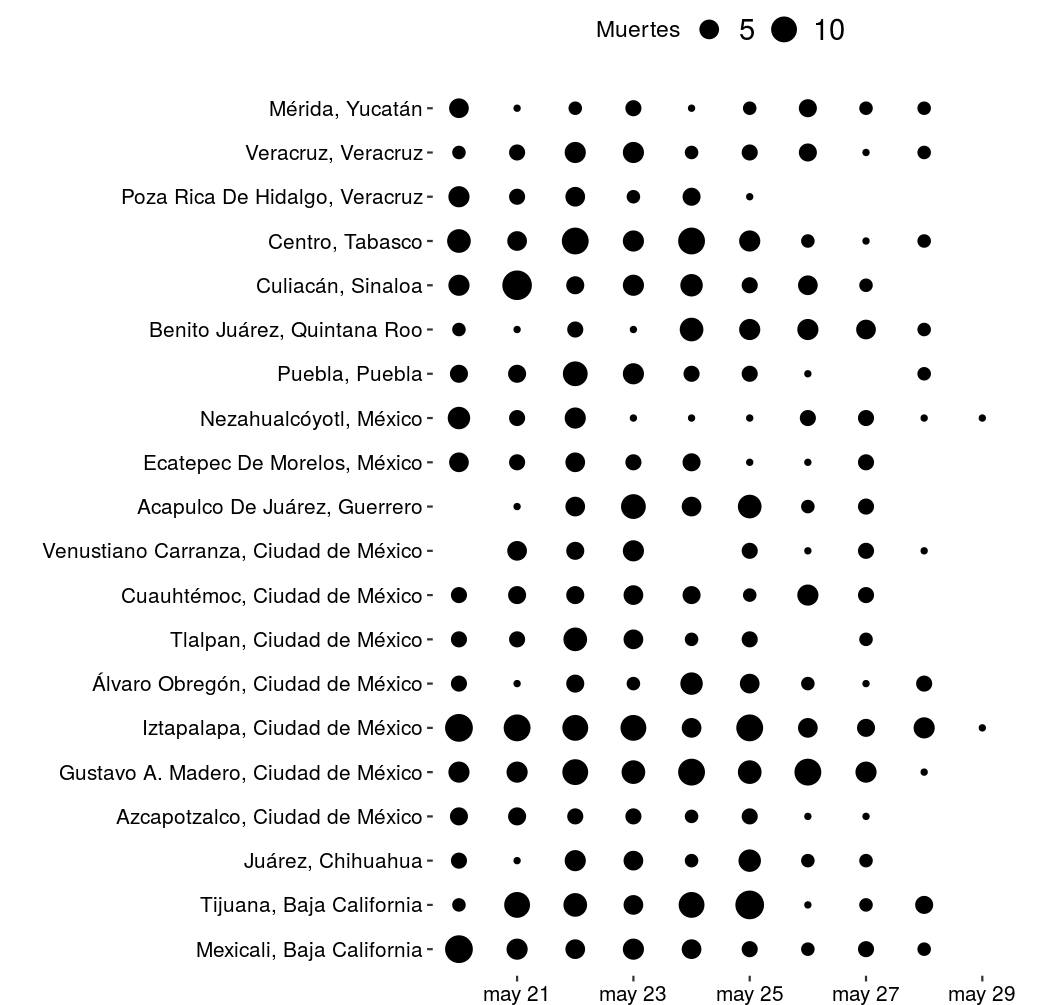 Muertes 5 10
Mérida, Yucatán
Veracruz, Veracruz
Poza Rica De Hidalgo, Veracruz
Centro, Tabasco
Culiacán, Sinaloa
Benito Juárez, Quintana Roo
Puebla, Puebla
Nezahualcóyotl, México
Ecatepec De Morelos, México
Acapulco De Juárez, Guerrero
Venustiano Carranza, Ciudad de México
Cuauhtémoc, Ciudad de México
Tlalpan, Ciudad de México
Álvaro Obregón, Ciudad de México
Iztapalapa, Ciudad de México
Gustavo A. Madero, Ciudad de México
Azcapotzalco, Ciudad de México
Juárez, Chihuahua
Tijuana, Baja California
Mexicali, Baja California
may 21 may 23 may 25 may 27 may 29